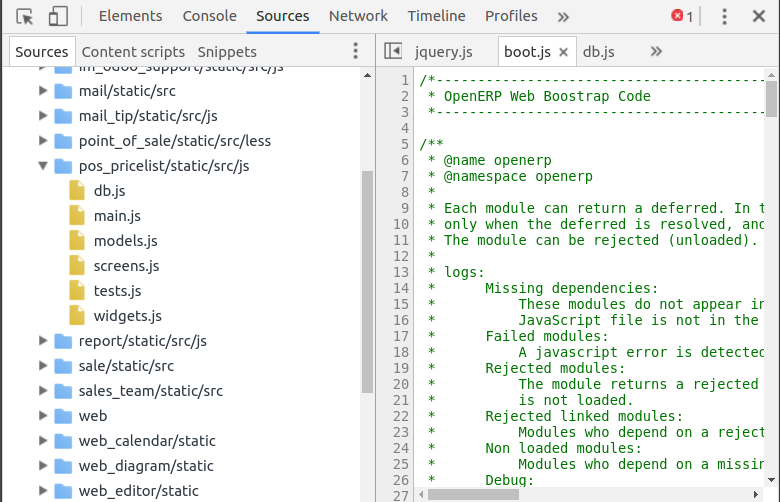 Elements Console Sources Network Timeline Profiles » 1
Sources Content scripts Snippets
jquery.js boot.js × db.js »
im_odoo_support/static/src/js
mail/static/src
mail_tip/static/src/js
point_of_sale/static/src/less
pos_pricelist/static/src/js
db.js
main.js
models.js
screens.js
tests.js
widgets.js
report/static/src/js
sale/static/src
sales_team/static/src
web
web_calendar/static
web_diagram/static
web_editor/static
1 /*----------------------------------------
2 * OpenERP Web Boostrap Code
3 *----------------------------------------
4
5 /**
6 * @name openerp
7 * @namespace openerp
8 *
9 * Each module can return a deferred. In t
10 * only when the deferred is resolved, and
11 * The module can be rejected (unloaded).
12 *
13 * logs:
14 * Missing dependencies:
15 * These modules do not appear in
16 * JavaScript file is not in the
17 * Failed modules:
18 * A javascript error is detected
19 * Rejected modules:
20 * The module returns a rejected
21 * is not loaded.
22 * Rejected linked modules:
23 * Modules who depend on a reject
24 * Non loaded modules:
25 * Modules who depend on a missin
26 * Debug:
27